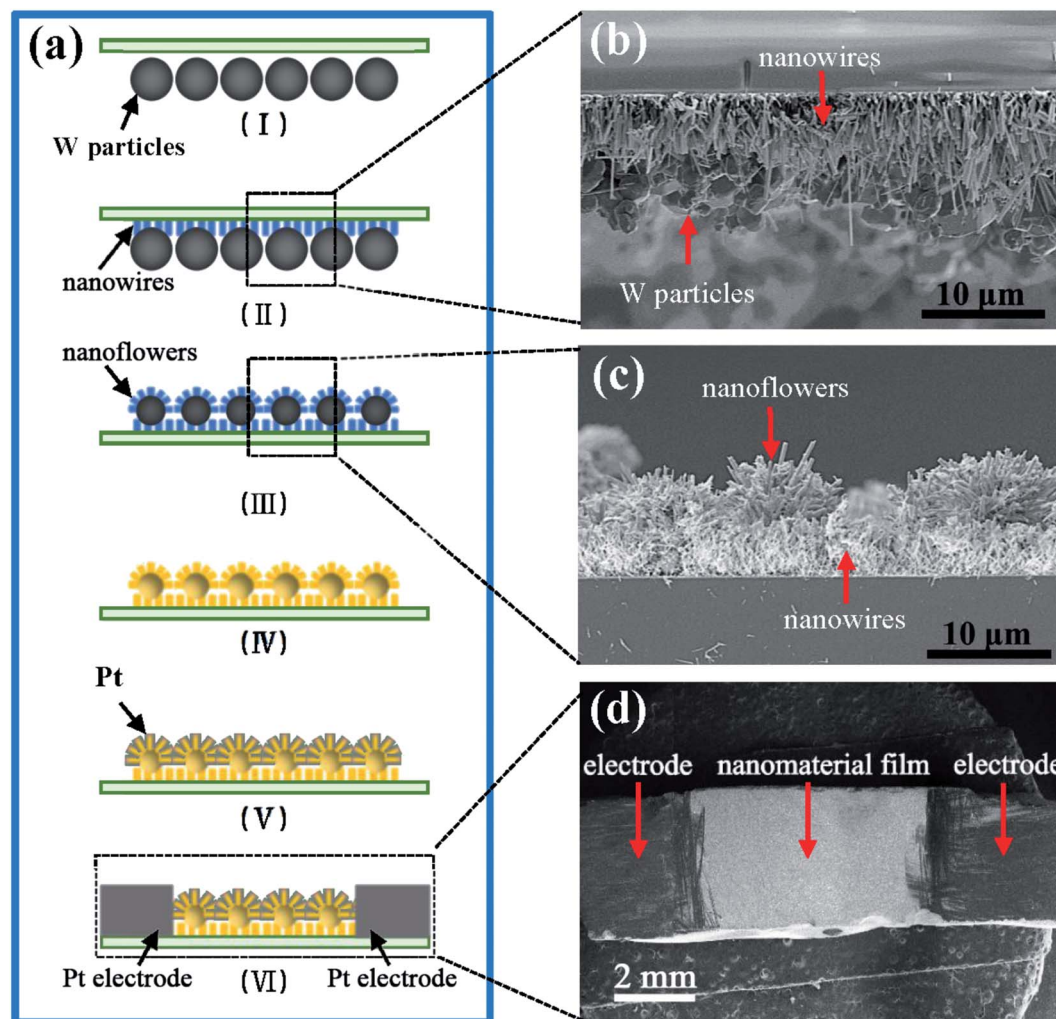 (a)
W particles
(Ⅰ)
nanowires
(Ⅱ)
nanoflowers
(Ⅲ)
(Ⅳ)
Pt
(Ⅴ)
Pt electrode
(Ⅵ)
Pt electrode
(b)
nanowires
W particles
10 μm
(c)
nanoflowers
nanowires
10 μm
(d)
electrode nanomaterial film electrode
2 mm